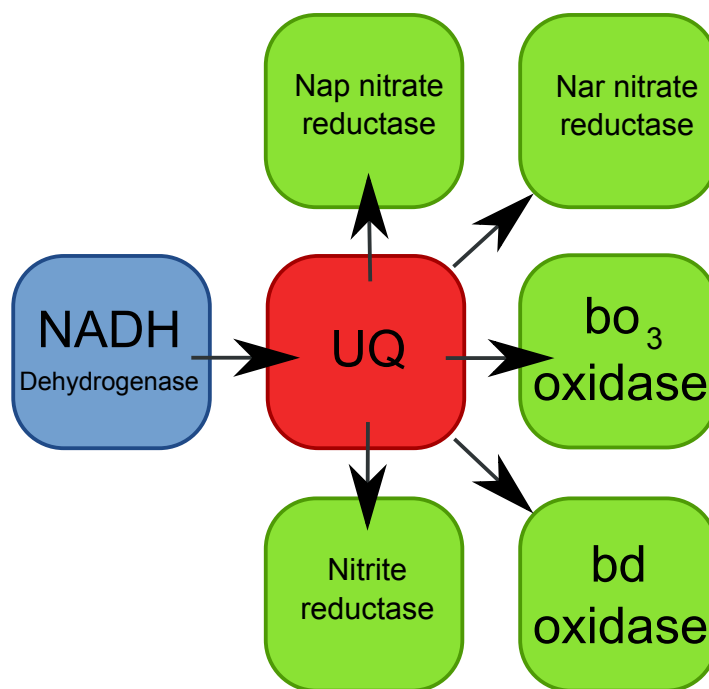 Nap nitrate
reductase
Nar nitrate
reductase
NADH
Dehydrogenase
UQ
bo₃
oxidase
Nitrite
reductase
bd
oxidase